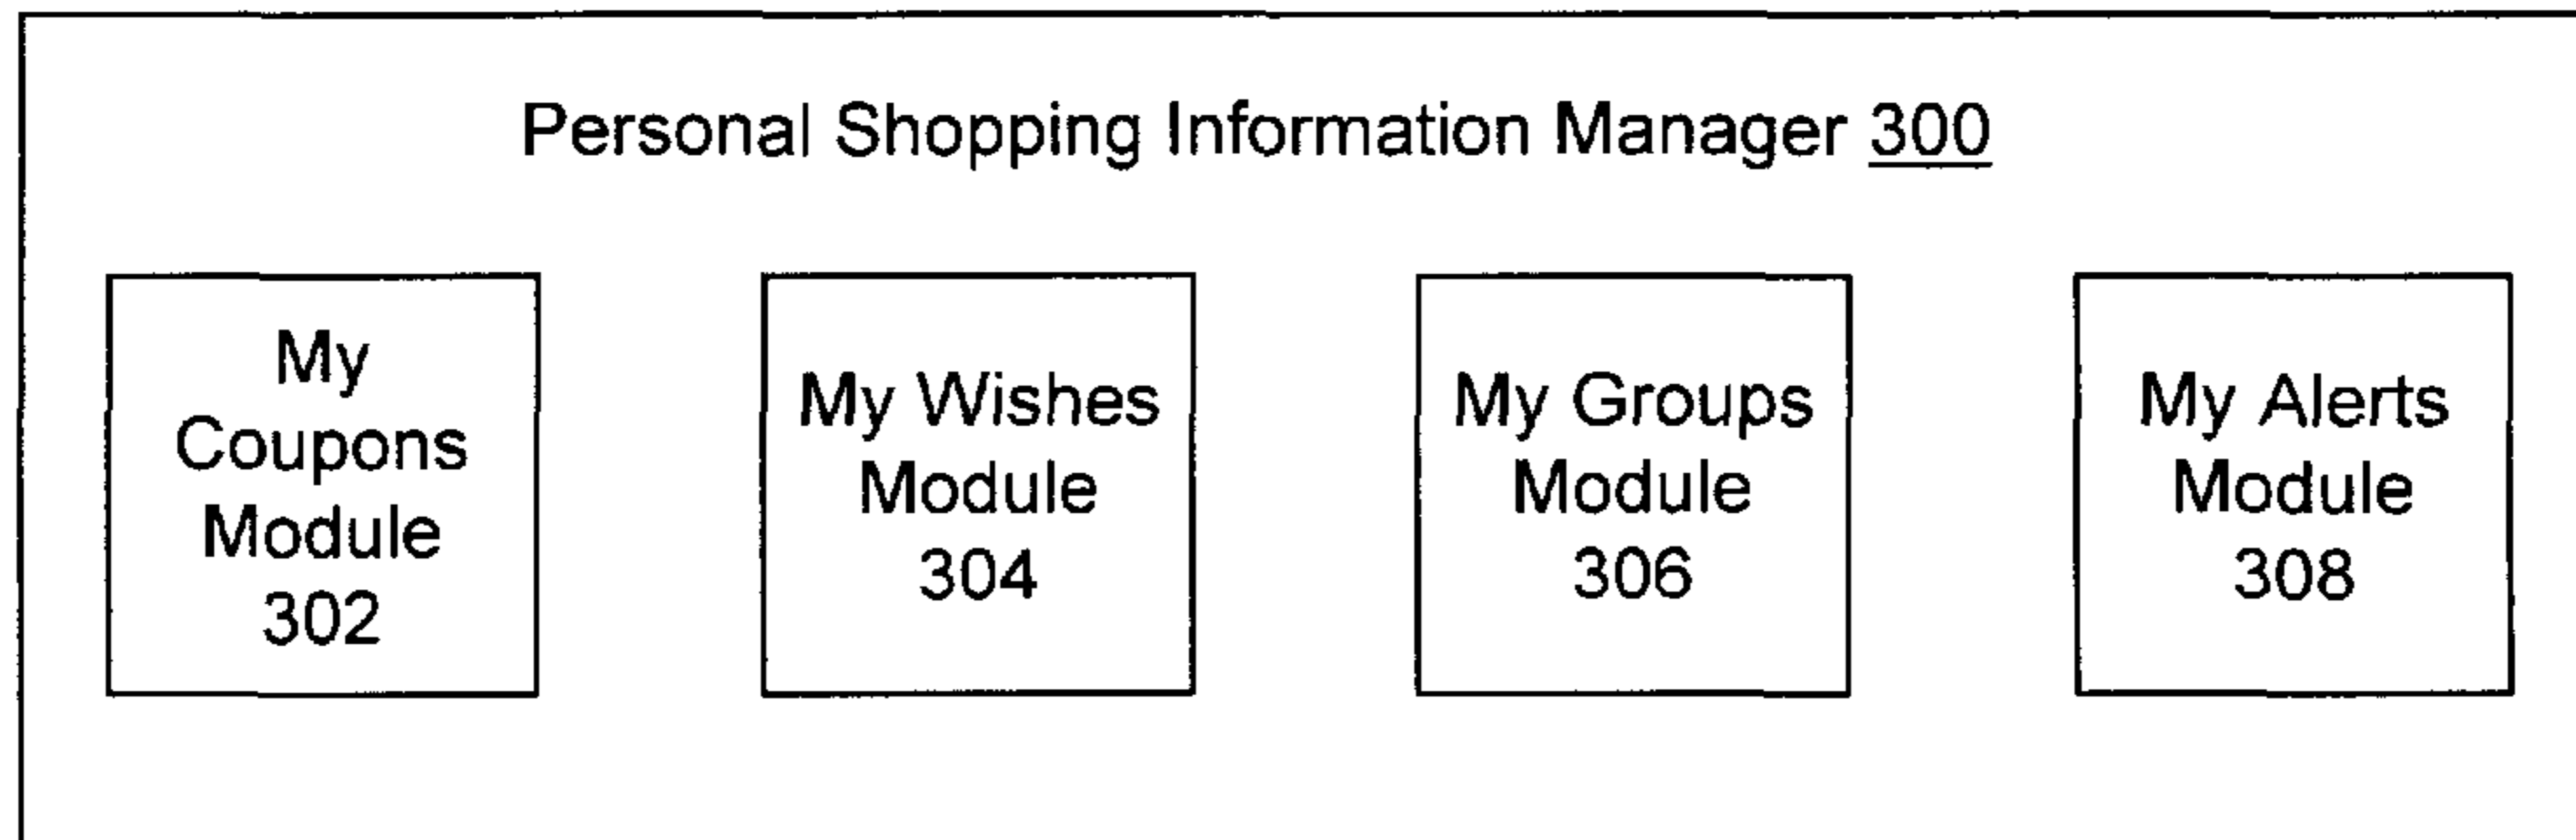 Personal Shopping Information Manager 300
My
Coupons
Module
302
My Wishes
Module
304
My Groups
Module
306
My Alerts
Module
308